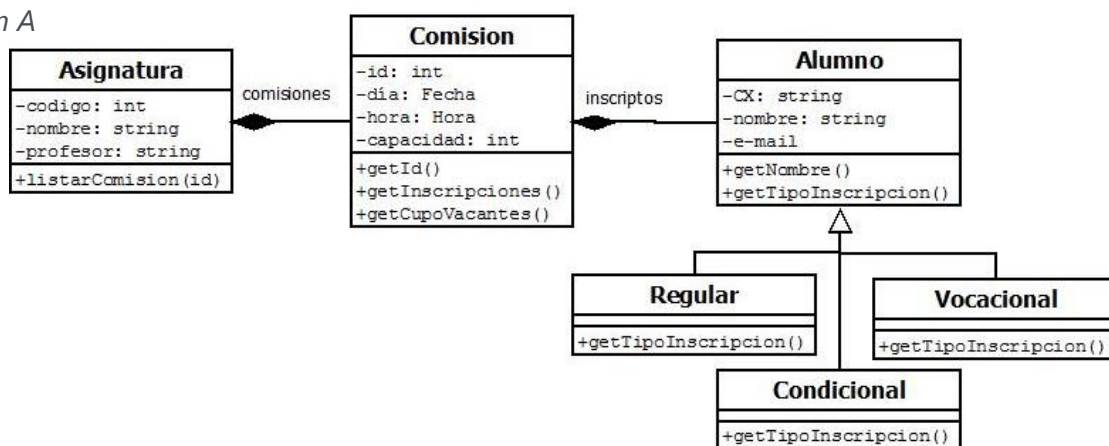 n A
Asignatura
-codigo: int
-nombre: string
-profesor: string
+listarComision(id)
comisiones
Comision
-id: int
-día: Fecha
-hora: Hora
-capacidad: int
+getId()
+getInscripciones()
+getCupoVacantes()
inscriptos
Alumno
-CX: string
-nombre: string
-e-mail
+getNombre()
+getTipoInscripcion()
Regular
+getTipoInscripcion()
Vocacional
+getTipoInscripcion()
Condicional
+getTipoInscripcion()